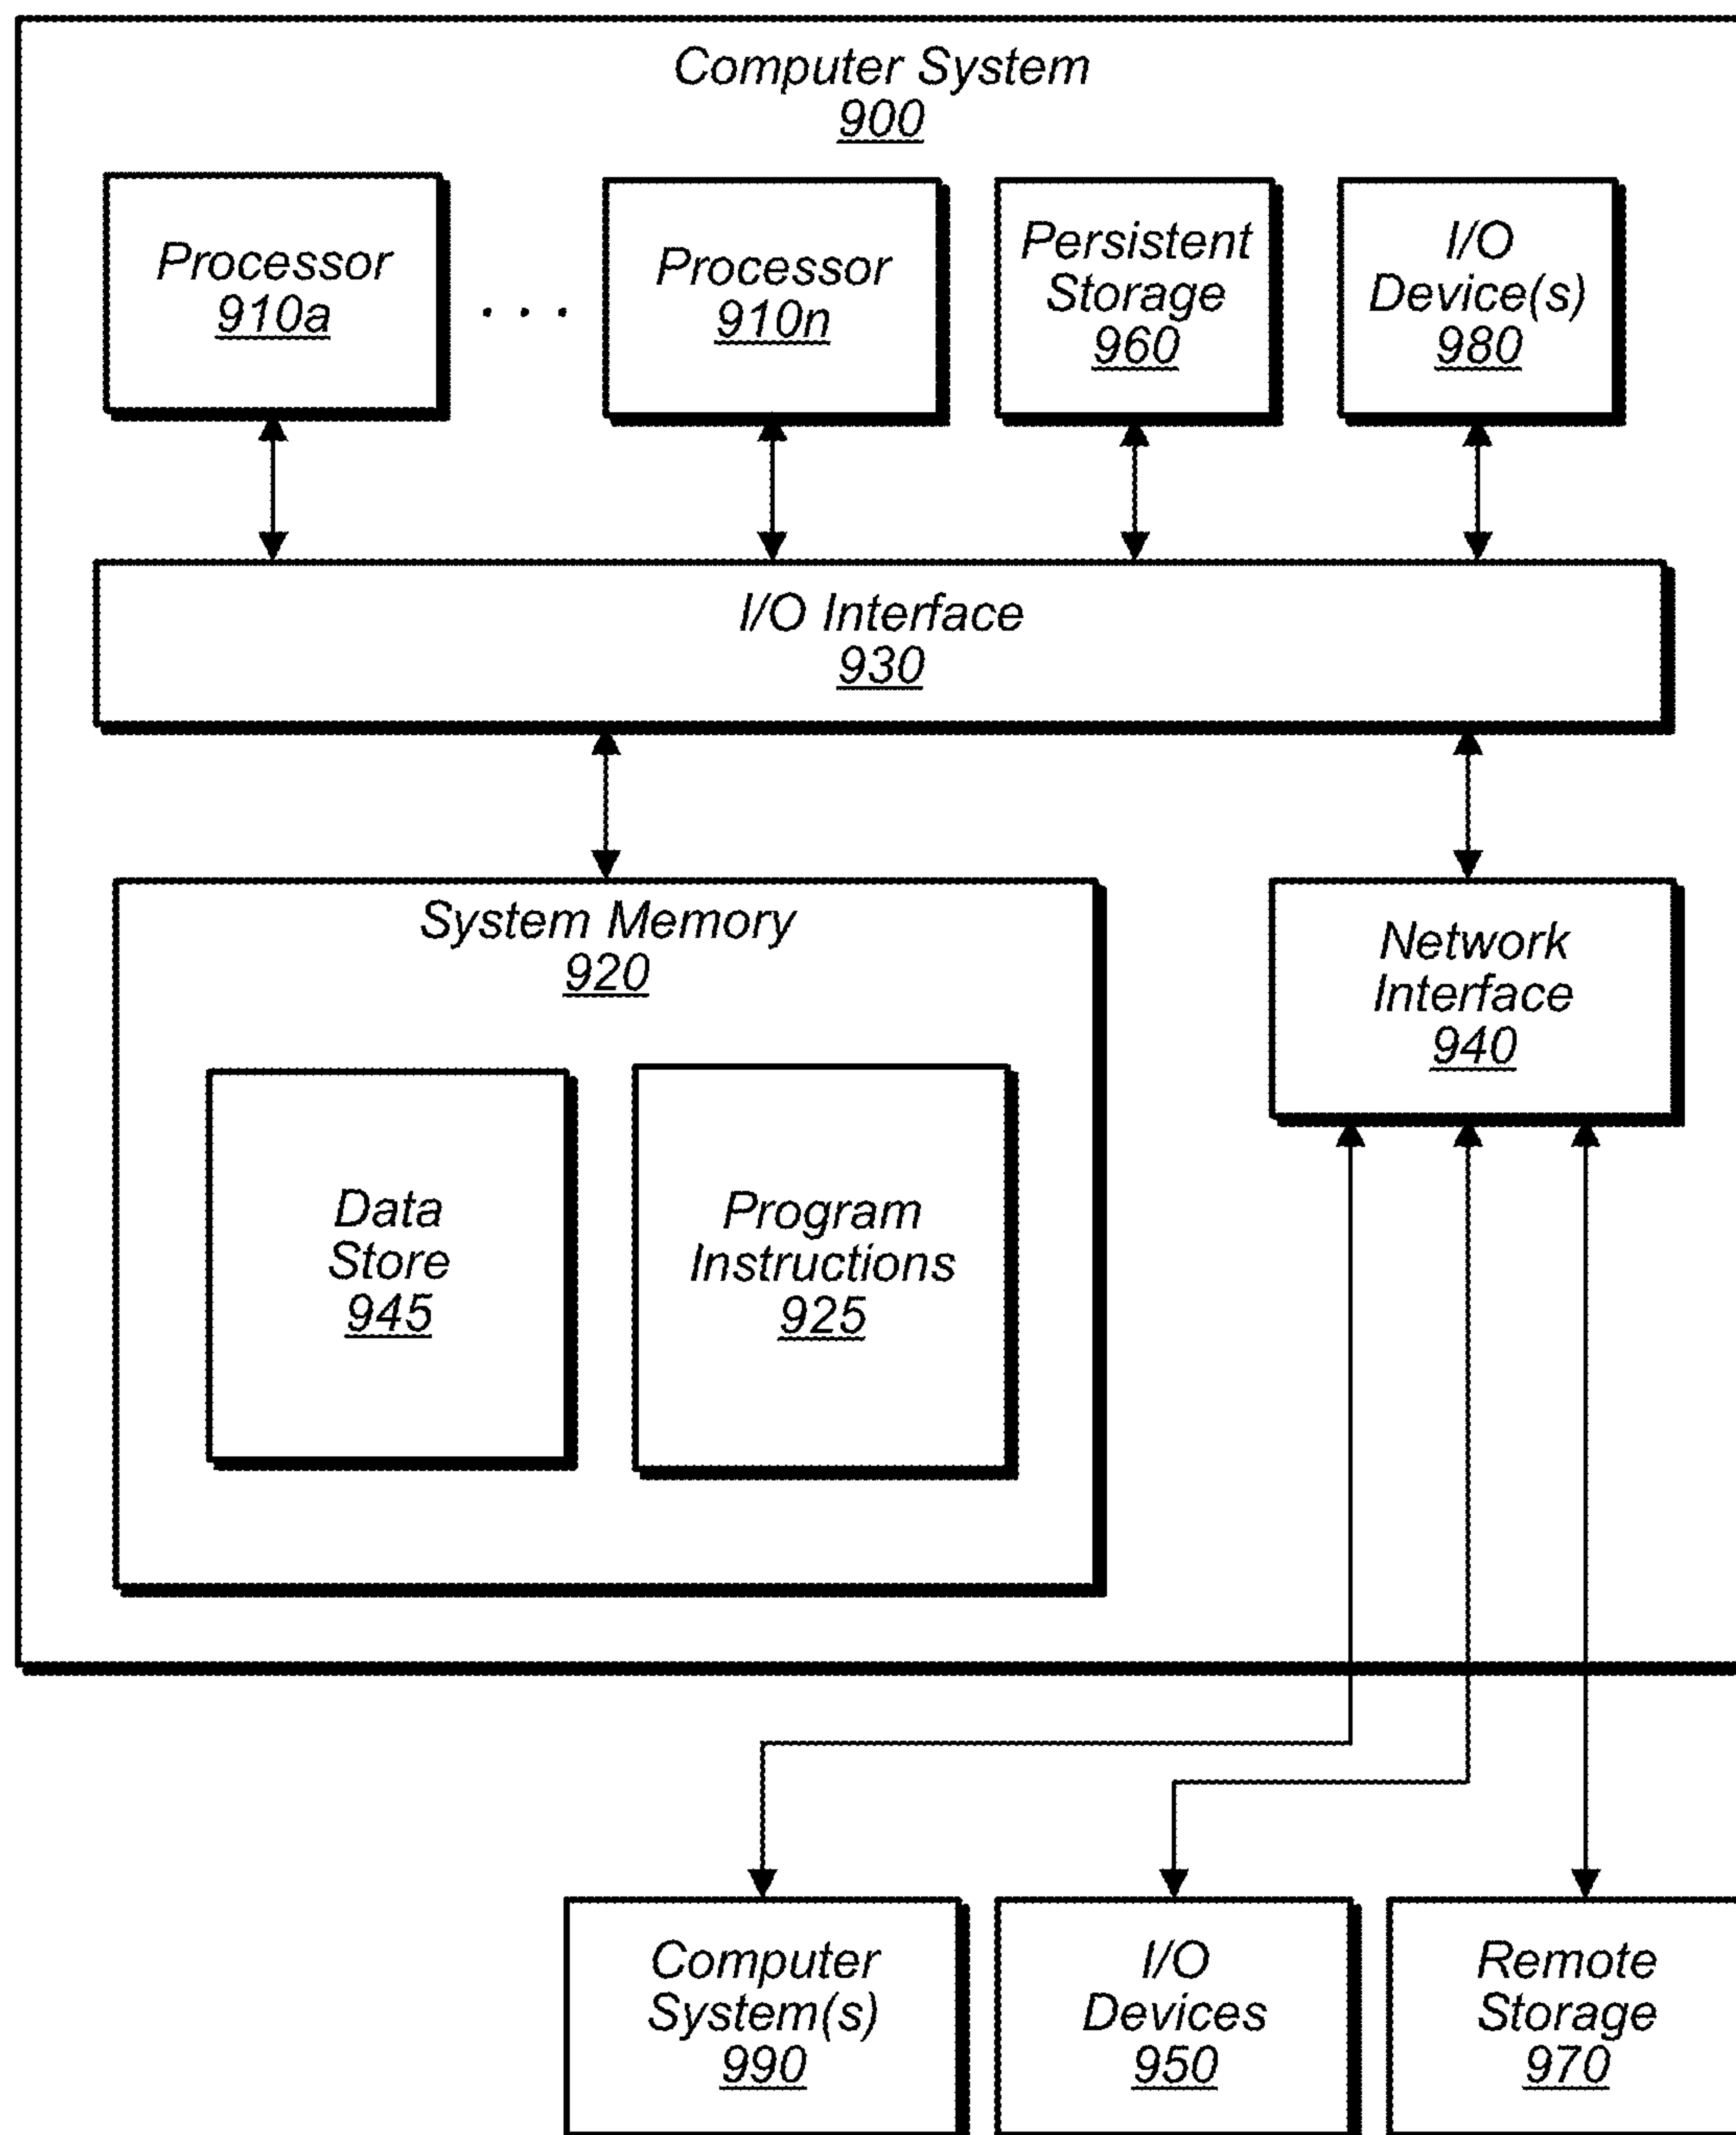 Computer System
900
Processor
910a
. . .
Processor
910n
Persistent
Storage
960
I/O
Device(s)
980
I/O Interface
930
System Memory
920
Network
Interface
940
Data
Store
945
Program
Instructions
925
Computer
System(s)
990
I/O
Devices
950
Remote
Storage
970